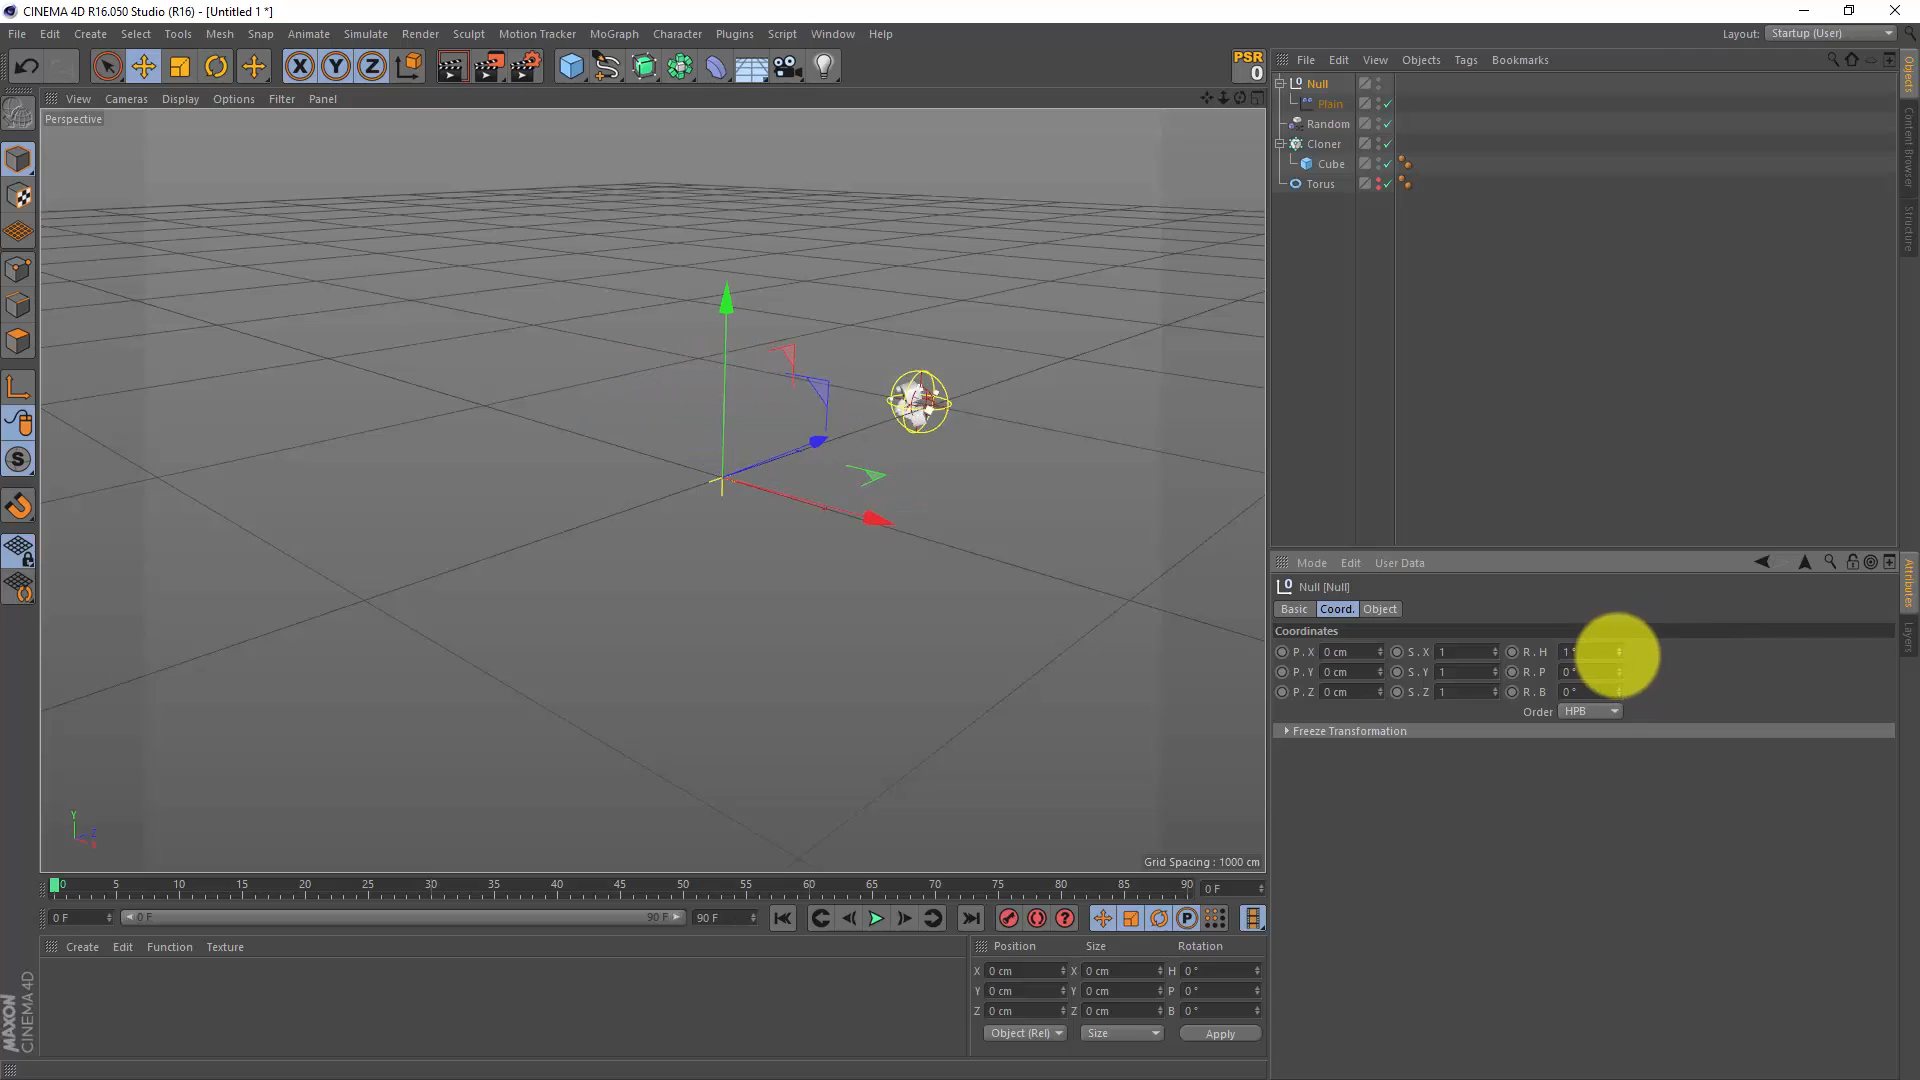 CINEMA 4D R16.050 Studio (R16) - [Untitled 1 *]
File Edit Create Select Tools Mesh Snap Animate Simulate Render Sculpt Motion Tracker MoGraph Character Plugins Script Window Help Layout: Startup (User)
X Y Z PSR
0
File Edit View Objects Tags Bookmarks
View Cameras Display Options Filter Panel
Perspective
Null
Plain
Random
Cloner
Cube
Torus
Objects
Content Browser
Structure
Mode Edit User Data
Null [Null]
Basic Coord. Object
Coordinates
P . X 0 cm S . X 1 R . H 1 °
P . Y 0 cm S . Y 1 R . P 0 °
P . Z 0 cm S . Z 1 R . B 0 °
Order HPB
Freeze Transformation
Attributes
Layers
Y
Z
X
Grid Spacing : 1000 cm
0 5 10 15 20 25 30 35 40 45 50 55 60 65 70 75 80 85 90 0 F
0 F 0 F 90 F 90 F
Create Edit Function Texture
Position Size Rotation
X 0 cm X 0 cm H 0 °
Y 0 cm Y 0 cm P 0 °
Z 0 cm Z 0 cm B 0 °
Object (Rel) Size Apply
MAXON
CINEMA 4D